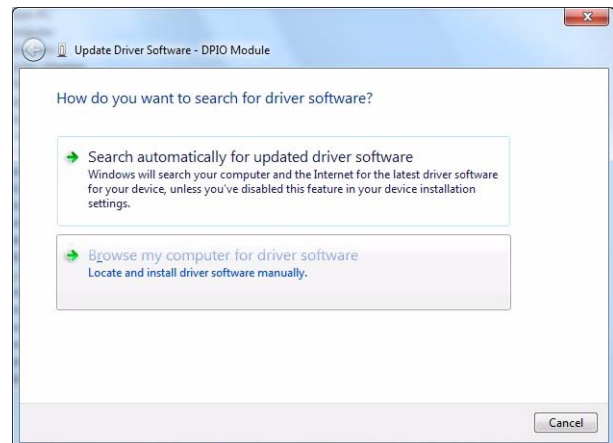 Update Driver Software - DPIO Module
How do you want to search for driver software?
Search automatically for updated driver software
Windows will search your computer and the Internet for the latest driver software
for your device, unless you've disabled this feature in your device installation
settings.
Browse my computer for driver software
Locate and install driver software manually.
Cancel